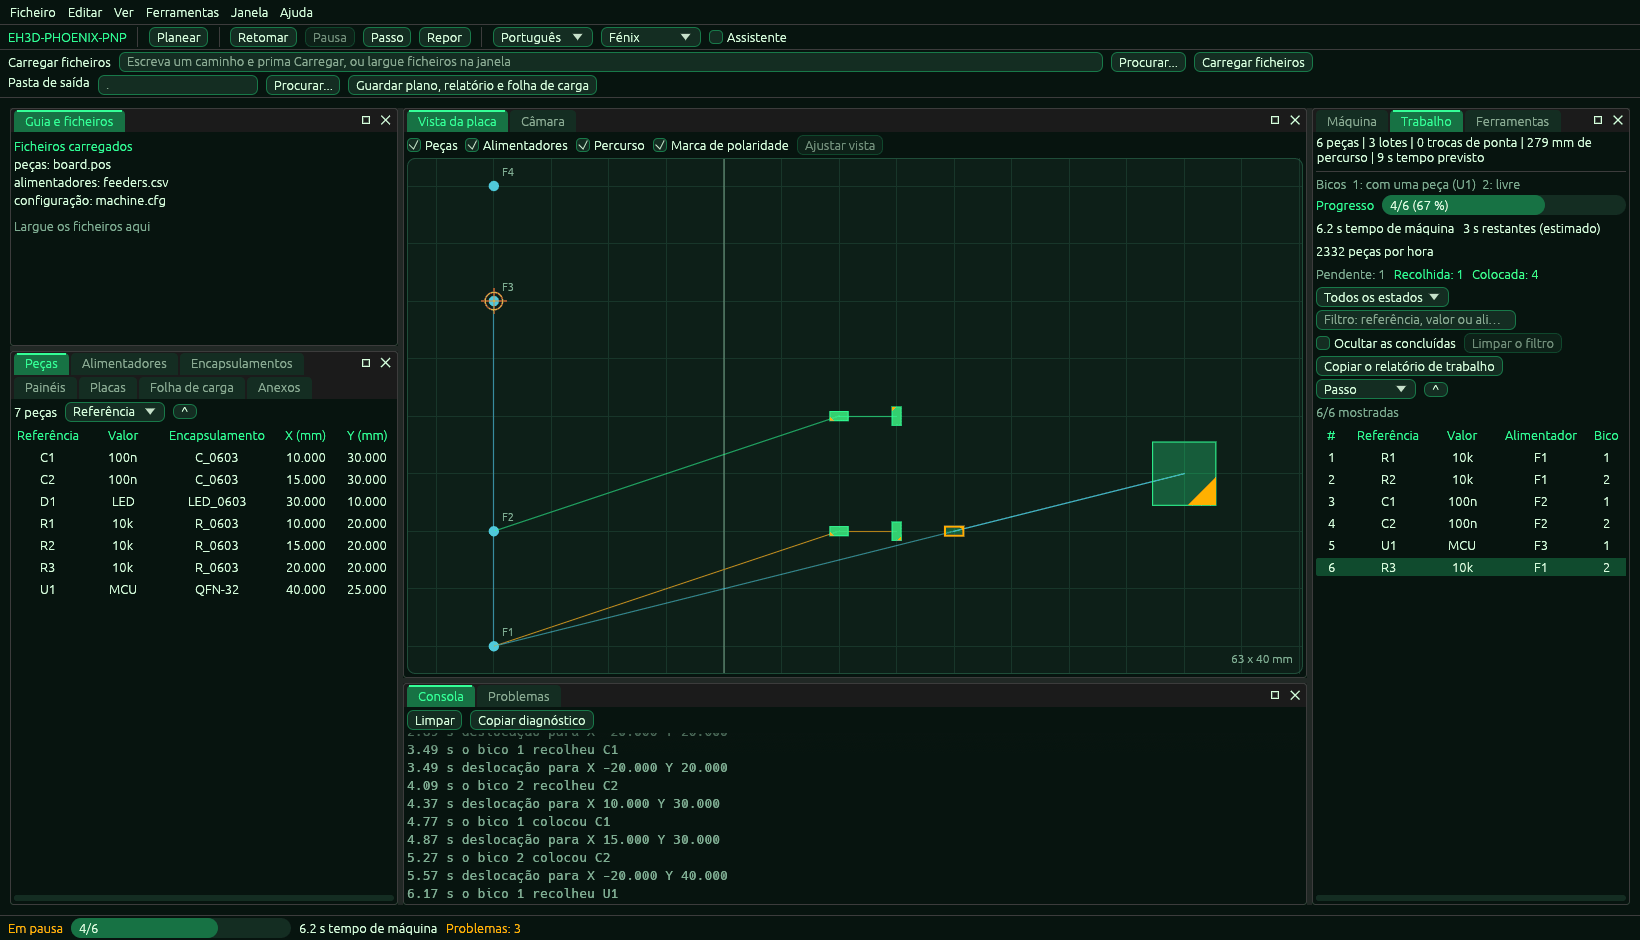 Ficheiro Editar Ver Ferramentas Janela Ajuda
EH3D-PHOENIX-PNP Planear Retomar Pausa Passo Repor Português Fénix Assistente
Carregar ficheiros Escreva um caminho e prima Carregar, ou largue ficheiros na janela Procurar... Carregar ficheiros
Pasta de saída . Procurar... Guardar plano, relatório e folha de carga
Guia e ficheiros
Ficheiros carregados
peças: board.pos
alimentadores: feeders.csv
configuração: machine.cfg
Largue os ficheiros aqui
Peças Alimentadores Encapsulamentos
Painéis Placas Folha de carga Anexos
7 peças Referência ^
Referência Valor Encapsulamento X (mm) Y (mm)
C1 100n C_0603 10.000 30.000
C2 100n C_0603 15.000 30.000
D1 LED LED_0603 30.000 10.000
R1 10k R_0603 10.000 20.000
R2 10k R_0603 15.000 20.000
R3 10k R_0603 20.000 20.000
U1 MCU QFN-32 40.000 25.000
Vista da placa Câmara
Peças Alimentadores Percurso Marca de polaridade Ajustar vista
F4
F3
F2
F1
63 x 40 mm
Consola Problemas
Limpar Copiar diagnóstico
3.49 s o bico 1 recolheu C1
3.49 s deslocação para X -20.000 Y 20.000
4.09 s o bico 2 recolheu C2
4.37 s deslocação para X 10.000 Y 30.000
4.77 s o bico 1 colocou C1
4.87 s deslocação para X 15.000 Y 30.000
5.27 s o bico 2 colocou C2
5.57 s deslocação para X -20.000 Y 40.000
6.17 s o bico 1 recolheu U1
Máquina Trabalho Ferramentas
6 peças | 3 lotes | 0 trocas de ponta | 279 mm de
percurso | 9 s tempo previsto
Bicos 1: com uma peça (U1) 2: livre
Progresso 4/6 (67 %)
6.2 s tempo de máquina 3 s restantes (estimado)
2332 peças por hora
Pendente: 1 Recolhida: 1 Colocada: 4
Todos os estados
Filtro: referência, valor ou ali...
Ocultar as concluídas Limpar o filtro
Copiar o relatório de trabalho
Passo ^
6/6 mostradas
# Referência Valor Alimentador Bico
1 R1 10k F1 1
2 R2 10k F1 2
3 C1 100n F2 1
4 C2 100n F2 2
5 U1 MCU F3 1
6 R3 10k F1 2
Em pausa 4/6 6.2 s tempo de máquina Problemas: 3